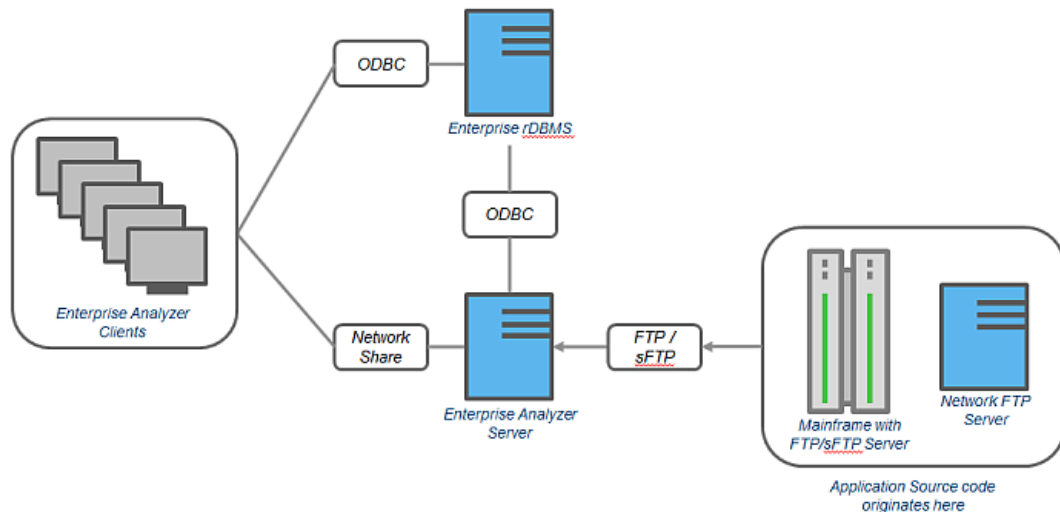 ODBC
Enterprise rDBMS
ODBC
Enterprise Analyzer
Clients
Network
Share
Enterprise Analyzer
Server
FTP /
sFTP
Mainframe with
FTP/sFTP Server
Network FTP
Server
Application Source code
originates here